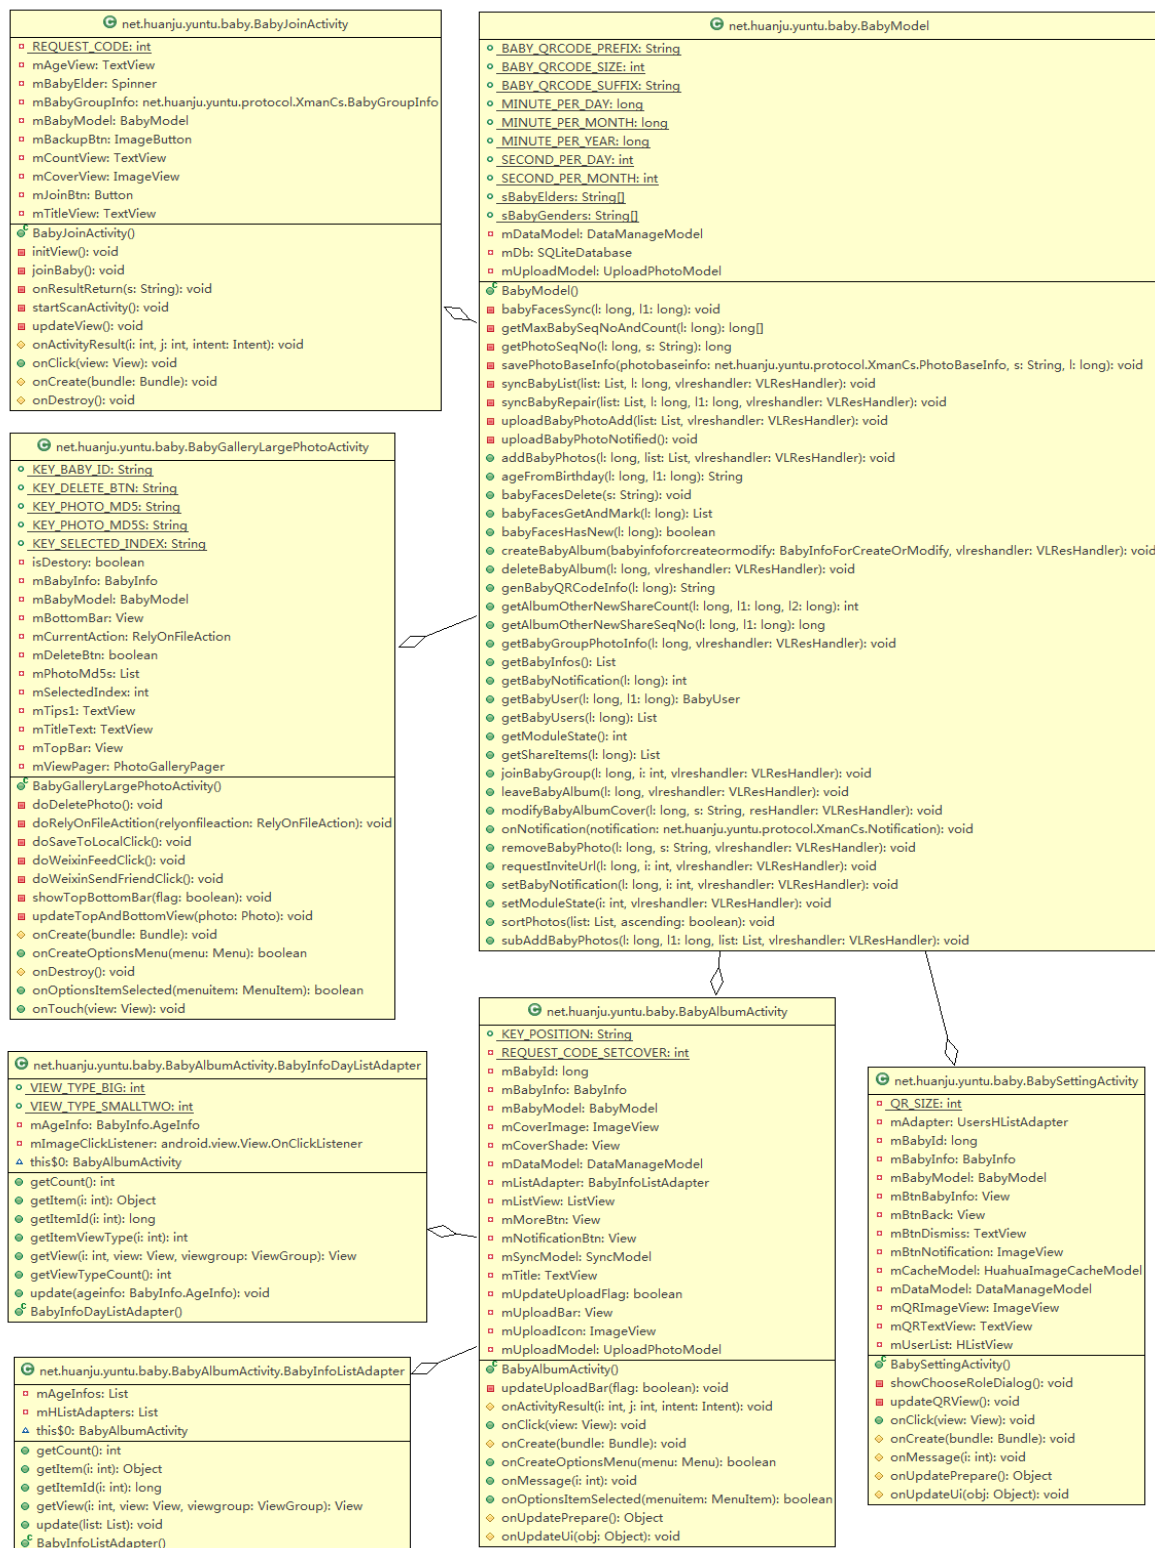 net.huanju.yuntu.baby.BabyJoinActivity
REQUEST_CODE: int
mAgeView: TextView
mBabyElder: Spinner
mBabyGroupInfo: net.huanju.yuntu.protocol.XmanCs.BabyGroupInfo
mBabyModel: BabyModel
mBackupBtn: ImageButton
mCountView: TextView
mCoverView: ImageView
mJoinBtn: Button
mTitleView: TextView
BabyJoinActivity()
initView(): void
joinBaby(): void
onResultReturn(s: String): void
startScanActivity(): void
updateView(): void
onActivityResult(i: int, j: int, intent: Intent): void
onClick(view: View): void
onCreate(bundle: Bundle): void
onDestroy(): void
net.huanju.yuntu.baby.BabyModel
BABY_QRCODE_PREFIX: String
BABY_QRCODE_SIZE: int
BABY_QRCODE_SUFFIX: String
MINUTE_PER_DAY: long
MINUTE_PER_MONTH: long
MINUTE_PER_YEAR: long
SECOND_PER_DAY: int
SECOND_PER_MONTH: int
sBabyElders: String[]
sBabyGenders: String[]
mDataModel: DataManageModel
mDb: SQLiteDatabase
mUploadModel: UploadPhotoModel
BabyModel()
babyFacesSync(l: long, l1: long): void
getMaxBabySeqNoAndCount(l: long): long[]
getPhotoSeqNo(l: long, s: String): long
savePhotoBaseInfo(photobaseinfo: net.huanju.yuntu.protocol.XmanCs.PhotoBaseInfo, s: String, l: long): void
syncBabyList(list: List, l: long, vlreshandler: VLResHandler): void
syncBabyRepair(list: List, l: long, l1: long, vlreshandler: VLResHandler): void
uploadBabyPhotoAdd(list: List, vlreshandler: VLResHandler): void
uploadBabyPhotoNotified(): void
addBabyPhotos(l: long, list: List, vlreshandler: VLResHandler): void
ageFromBirthday(l: long, l1: long): String
babyFacesDelete(s: String): void
babyFacesGetAndMark(l: long): List
babyFacesHasNew(l: long): boolean
createBabyAlbum(babyinfoforcreateormodify: BabyInfoForCreateOrModify, vlreshandler: VLResHandler): void
deleteBabyAlbum(l: long, vlreshandler: VLResHandler): void
genBabyQRCodeInfo(l: long): String
getAlbumOtherNewShareCount(l: long, l1: long, l2: long): int
getAlbumOtherNewShareSeqNo(l: long, l1: long): long
getBabyGroupPhotoInfo(l: long, vlreshandler: VLResHandler): void
getBabyInfos(): List
getBabyNotification(l: long): int
getBabyUser(l: long, l1: long): BabyUser
getBabyUsers(l: long): List
getModuleState(): int
getShareItems(l: long): List
joinBabyGroup(l: long, i: int, vlreshandler: VLResHandler): void
leaveBabyAlbum(l: long, vlreshandler: VLResHandler): void
modifyBabyAlbumCover(l: long, s: String, resHandler: VLResHandler): void
onNotification(notification: net.huanju.yuntu.protocol.XmanCs.Notification): void
removeBabyPhoto(l: long, s: String, vlreshandler: VLResHandler): void
requestInviteUrl(l: long, i: int, vlreshandler: VLResHandler): void
setBabyNotification(l: long, i: int, vlreshandler: VLResHandler): void
setModuleState(i: int, vlreshandler: VLResHandler): void
sortPhotos(list: List, ascending: boolean): void
subAddBabyPhotos(l: long, l1: long, list: List, vlreshandler: VLResHandler): void
net.huanju.yuntu.baby.BabyGalleryLargePhotoActivity
KEY_BABY_ID: String
KEY_DELETE_BTN: String
KEY_PHOTO_MD5: String
KEY_PHOTO_MD5S: String
KEY_SELECTED_INDEX: String
isDestory: boolean
mBabyInfo: BabyInfo
mBabyModel: BabyModel
mBottomBar: View
mCurrentAction: RelyOnFileAction
mDeleteBtn: boolean
mPhotoMd5s: List
mSelectedIndex: int
mTips1: TextView
mTitleText: TextView
mTopBar: View
mViewPager: PhotoGalleryPager
BabyGalleryLargePhotoActivity()
doDeletePhoto(): void
doRelyOnFileActition(relyonfileaction: RelyOnFileAction): void
doSaveToLocalClick(): void
doWeixinFeedClick(): void
doWeixinSendFriendClick(): void
showTopBottomBar(flag: boolean): void
updateTopAndBottomView(photo: Photo): void
onCreate(bundle: Bundle): void
onCreateOptionsMenu(menu: Menu): boolean
onDestroy(): void
onOptionsItemSelected(menuitem: MenuItem): boolean
onTouch(view: View): void
net.huanju.yuntu.baby.BabyAlbumActivity.BabyInfoDayListAdapter
VIEW_TYPE_BIG: int
VIEW_TYPE_SMALLTWO: int
mAgeInfo: BabyInfo.AgeInfo
mImageClickListener: android.view.View.OnClickListener
this$0: BabyAlbumActivity
getCount(): int
getItem(i: int): Object
getItemId(i: int): long
getItemViewType(i: int): int
getView(i: int, view: View, viewgroup: ViewGroup): View
getViewTypeCount(): int
update(ageinfo: BabyInfo.AgeInfo): void
BabyInfoDayListAdapter()
net.huanju.yuntu.baby.BabyAlbumActivity.BabyInfoListAdapter
mAgeInfos: List
mHListAdapters: List
this$0: BabyAlbumActivity
getCount(): int
getItem(i: int): Object
getItemId(i: int): long
getView(i: int, view: View, viewgroup: ViewGroup): View
update(list: List): void
BabyInfoListAdapter()
net.huanju.yuntu.baby.BabyAlbumActivity
KEY_POSITION: String
REQUEST_CODE_SETCOVER: int
mBabyId: long
mBabyInfo: BabyInfo
mBabyModel: BabyModel
mCoverImage: ImageView
mCoverShade: View
mDataModel: DataManageModel
mListAdapter: BabyInfoListAdapter
mListView: ListView
mMoreBtn: View
mNotificationBtn: View
mSyncModel: SyncModel
mTitle: TextView
mUpdateUploadFlag: boolean
mUploadBar: View
mUploadIcon: ImageView
mUploadModel: UploadPhotoModel
BabyAlbumActivity()
updateUploadBar(flag: boolean): void
onActivityResult(i: int, j: int, intent: Intent): void
onClick(view: View): void
onCreate(bundle: Bundle): void
onCreateOptionsMenu(menu: Menu): boolean
onMessage(i: int): void
onOptionsItemSelected(menuitem: MenuItem): boolean
onUpdatePrepare(): Object
onUpdateUi(obj: Object): void
net.huanju.yuntu.baby.BabySettingActivity
QR_SIZE: int
mAdapter: UsersHListAdapter
mBabyId: long
mBabyInfo: BabyInfo
mBabyModel: BabyModel
mBtnBabyInfo: View
mBtnBack: View
mBtnDismiss: TextView
mBtnNotification: ImageView
mCacheModel: HuahuaImageCacheModel
mDataModel: DataManageModel
mQRImageView: ImageView
mQRTextView: TextView
mUserList: HListView
BabySettingActivity()
showChooseRoleDialog(): void
updateQRView(): void
onClick(view: View): void
onCreate(bundle: Bundle): void
onMessage(i: int): void
onUpdatePrepare(): Object
onUpdateUi(obj: Object): void